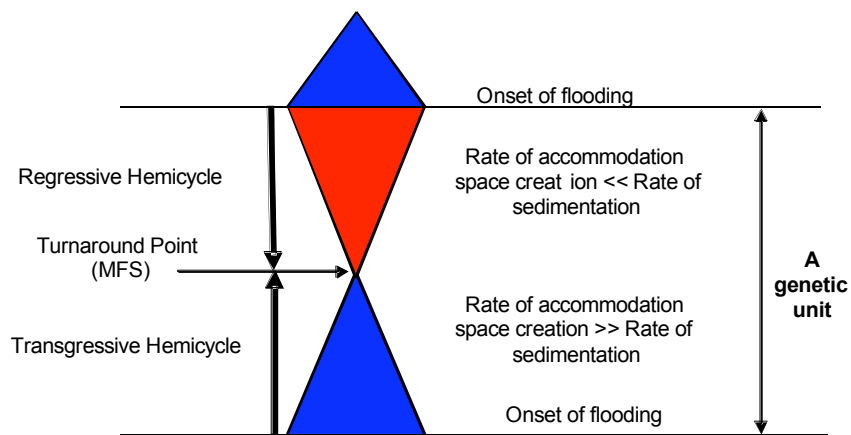 Onset of flooding
Regressive Hemicycle
Rate of accommodation
space creat ion << Rate of
sedimentation
Turnaround Point
(MFS)
A
genetic
unit
Transgressive Hemicycle
Rate of accommodation
space creation >> Rate of
sedimentation
Onset of flooding